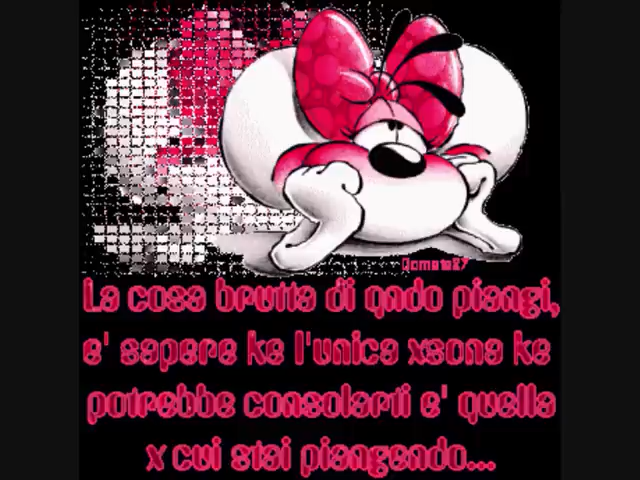 La cosa brutta di qndo piangi,
e' sapere ke l'unica xsona ke
potrebbe consolarti e' quella
x cui stai piangendo...